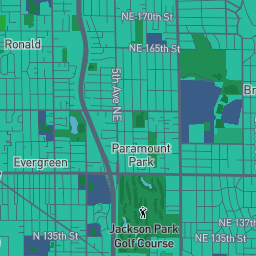 NE 170th St
Ronald
NE 165th St
5th Ave NE
Paramount
Park
Evergreen
Jackson Park
Golf Course
NE 137th
N 135th St
NE 135th St